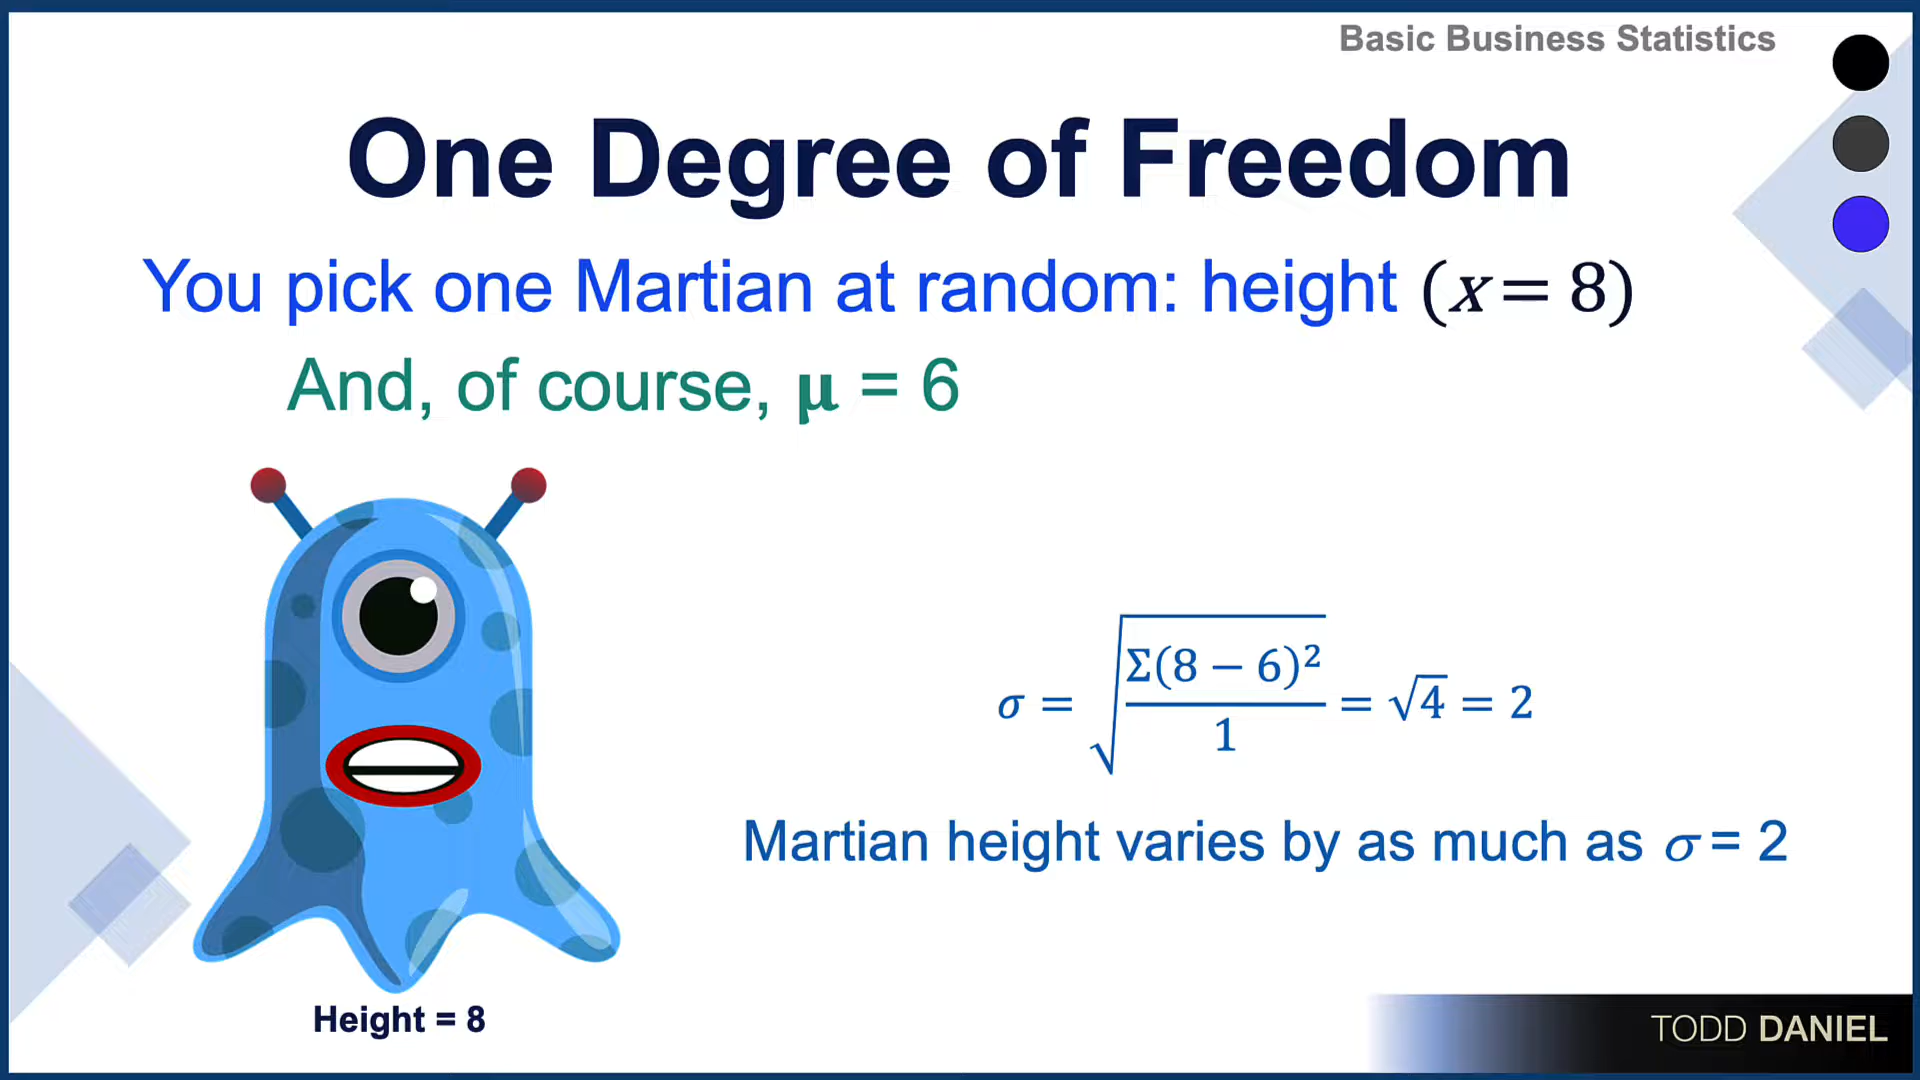 Basic Business Statistics
One Degree of Freedom
You pick one Martian at random: height (x = 8)
And, of course, μ = 6
σ = √(Σ(8 − 6)²/1) = √4 = 2
Martian height varies by as much as σ = 2
Height = 8
TODD DANIEL